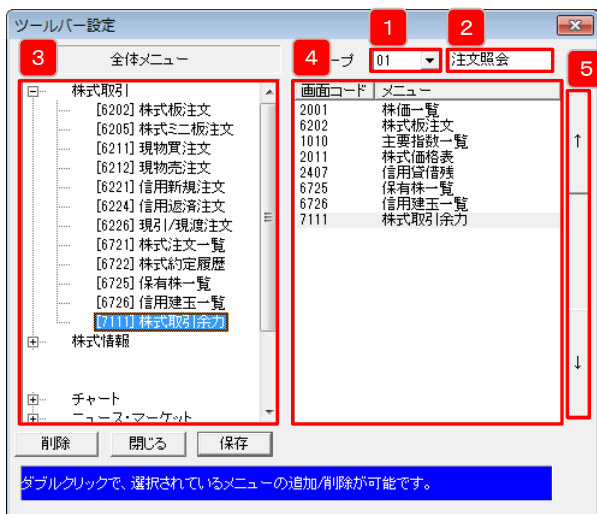 ツールバー設定
1
2
3
4
5
全体メニュー
ープ
01
注文照会
株式取引
[6202] 株式板注文
[6205] 株式ミニ板注文
[6211] 現物買注文
[6212] 現物売注文
[6221] 信用新規注文
[6224] 信用返済注文
[6226] 現引/現渡注文
[6721] 株式注文一覧
[6722] 株式約定履歴
[6725] 保有株一覧
[6726] 信用建玉一覧
[7111] 株式取引余力
株式情報
チャート
ニュース・マーケット
画面コード メニュー
2001 株価一覧
6202 株式板注文
1010 主要指数一覧
2011 株式価格表
2407 信用貸借残
6725 保有株一覧
6726 信用建玉一覧
7111 株式取引余力
↑
↓
削除
閉じる
保存
ダブルクリックで、選択されているメニューの追加/削除が可能です。